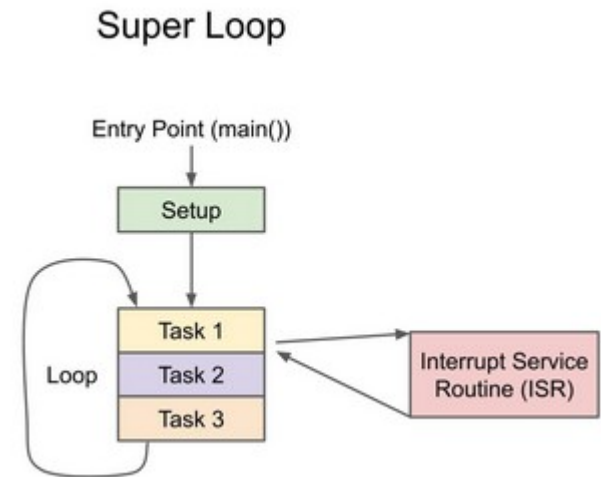 Super Loop
Entry Point (main())
Setup
Task 1
Loop
Task 2
Task 3
Interrupt Service
Routine (ISR)